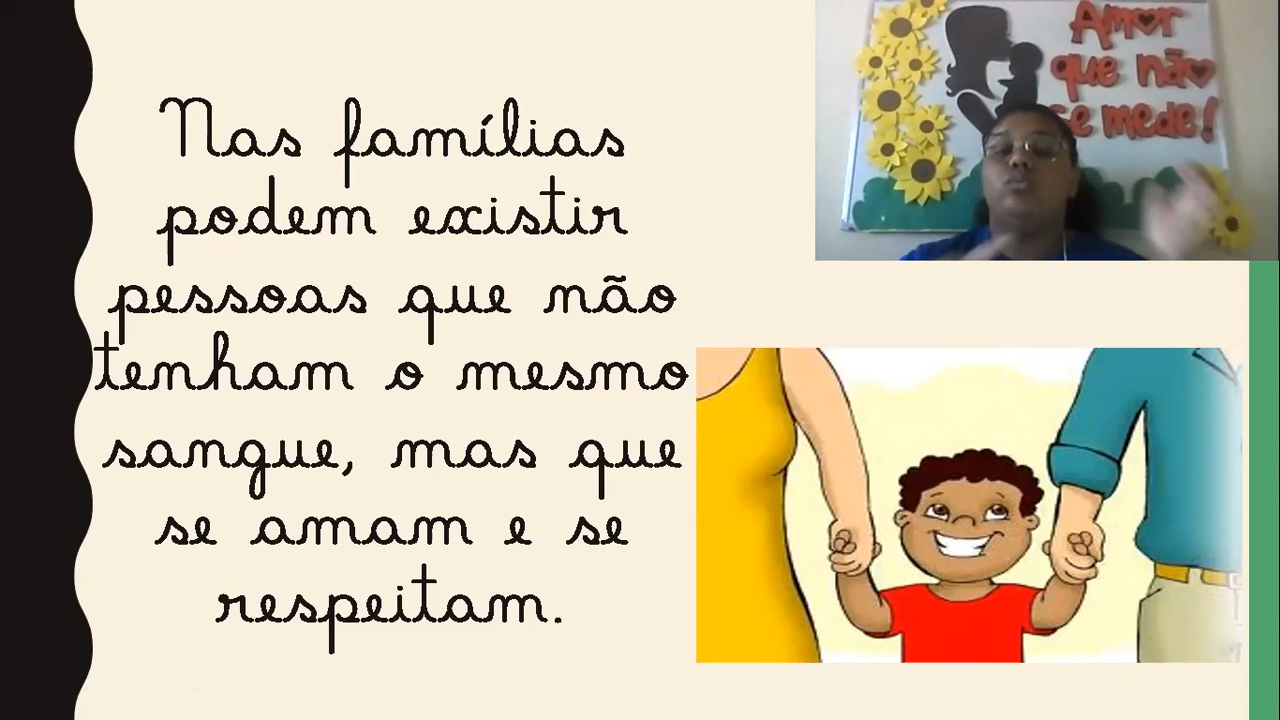 Nas famílias
podem existir
pessoas que não
tenham o mesmo
sangue, mas que
se amam e se
respeitam.
Amor
que não
se mede!